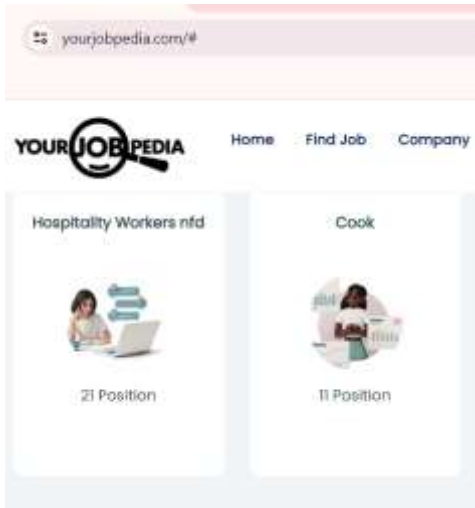 yourjobpedia.com/#
YOUR JOB PEDIA
Home Find Job Company
Hospitality Workers nfd
Cook
21 Position
11 Position